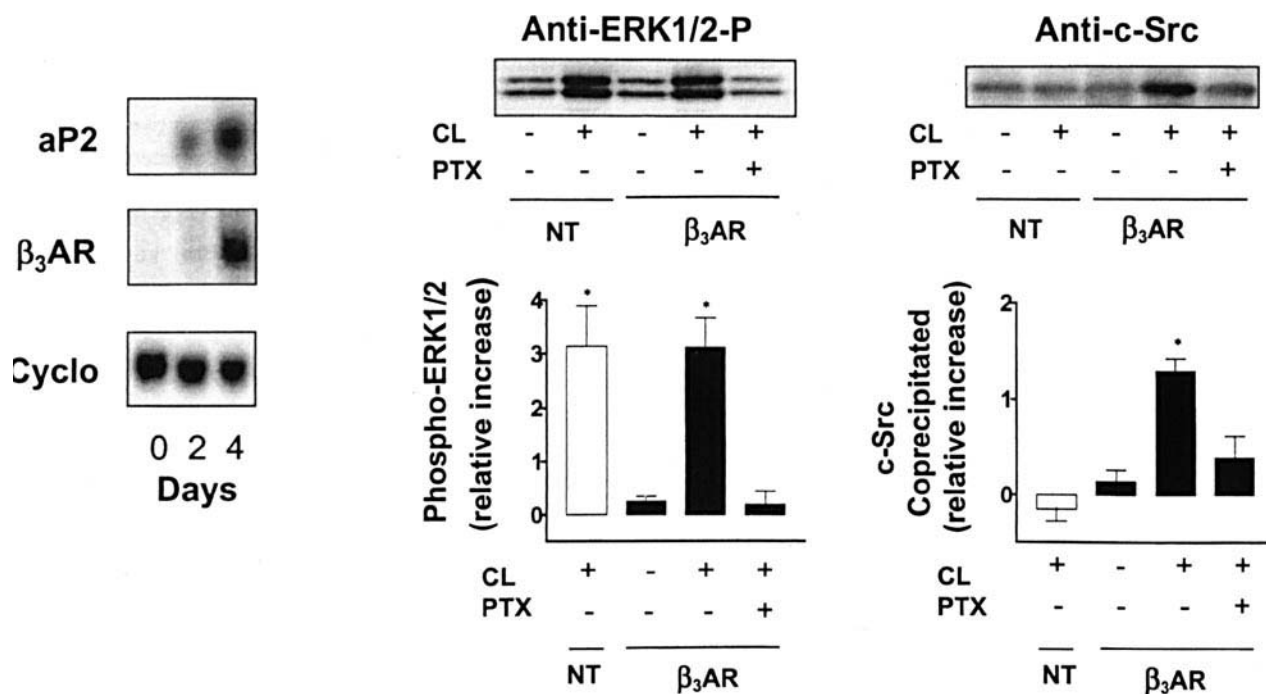 aP2
β₃AR
Cyclo
0 2 4
Days
Anti-ERK1/2-P
CL - + - + +
PTX - - - - +
NT β₃AR
Phospho-ERK1/2
(relative increase)
4
3
2
1
0
* *
CL + - + +
PTX - - - +
NT β₃AR
Anti-c-Src
CL - + - + +
PTX - - - - +
NT β₃AR
c-Src
Coprecipitated
(relative increase)
2
1
0
*
CL + - + +
PTX - - - +
NT β₃AR